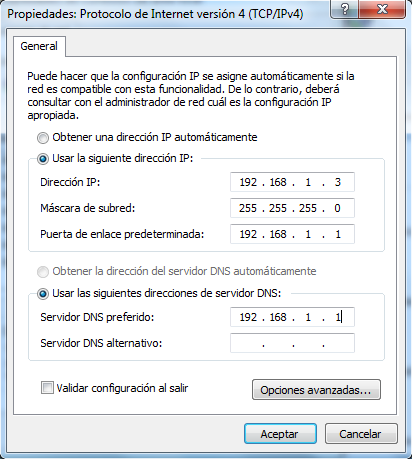 Propiedades: Protocolo de Internet versión 4 (TCP/IPv4)
?
General
Puede hacer que la configuración IP se asigne automáticamente si la
red es compatible con esta funcionalidad. De lo contrario, deberá
consultar con el administrador de red cuál es la configuración IP
apropiada.
Obtener una dirección IP automáticamente
Usar la siguiente dirección IP:
Dirección IP: 192 . 168 . 1 . 3
Máscara de subred: 255 . 255 . 255 . 0
Puerta de enlace predeterminada: 192 . 168 . 1 . 1
Obtener la dirección del servidor DNS automáticamente
Usar las siguientes direcciones de servidor DNS:
Servidor DNS preferido: 192 . 168 . 1 . 1
Servidor DNS alternativo: . . .
Validar configuración al salir
Opciones avanzadas...
Aceptar Cancelar